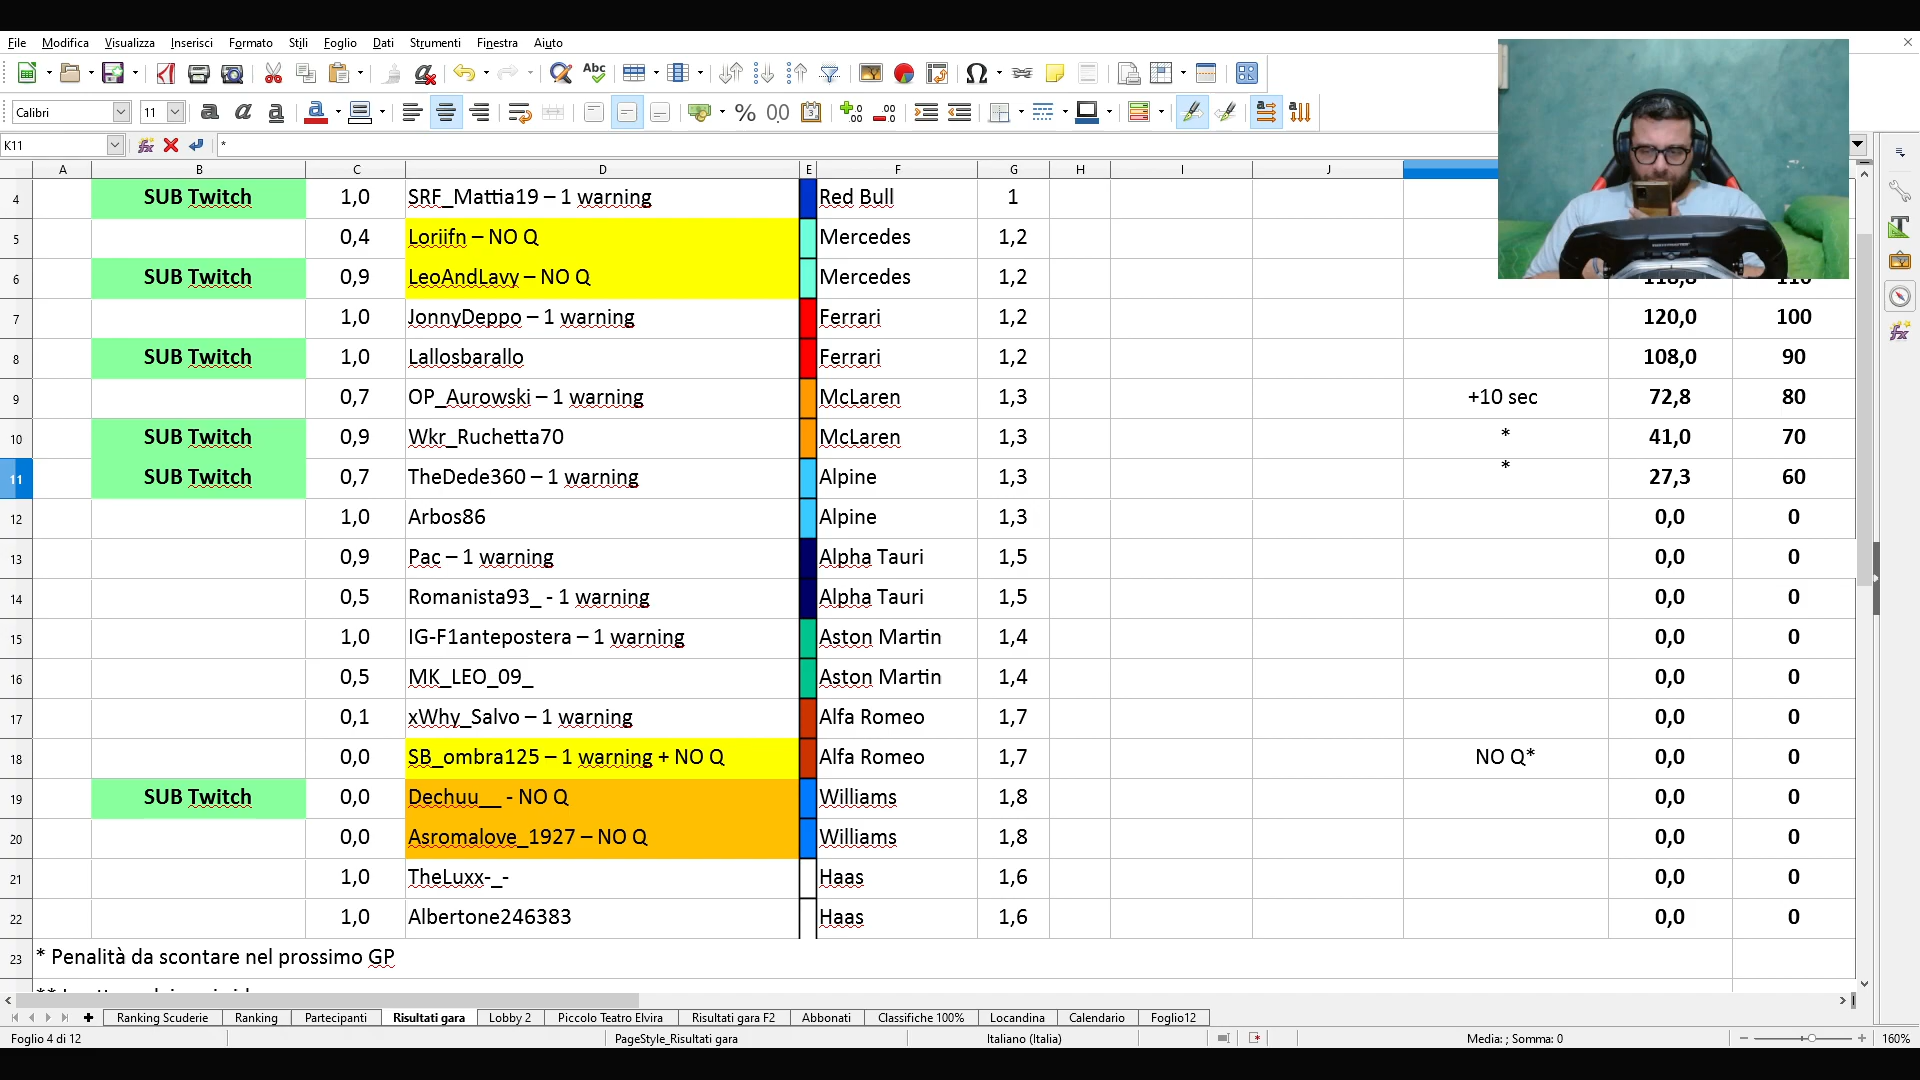 File Modifica Visualizza Inserisci Formato Stili Foglio Dati Strumenti Finestra Aiuto
Calibri 11
K11 *
A B C D E F G H I J
4 SUB Twitch 1,0 SRF_Mattia19 – 1 warning Red Bull 1
5 0,4 Loriifn – NO Q Mercedes 1,2
6 SUB Twitch 0,9 LeoAndLavy – NO Q Mercedes 1,2
7 1,0 JonnyDeppo – 1 warning Ferrari 1,2 120,0 100
8 SUB Twitch 1,0 Lallosbarallo Ferrari 1,2 108,0 90
9 0,7 OP_Aurowski – 1 warning McLaren 1,3 +10 sec 72,8 80
10 SUB Twitch 0,9 Wkr_Ruchetta70 McLaren 1,3 * 41,0 70
11 SUB Twitch 0,7 TheDede360 – 1 warning Alpine 1,3 * 27,3 60
12 1,0 Arbos86 Alpine 1,3 0,0 0
13 0,9 Pac – 1 warning Alpha Tauri 1,5 0,0 0
14 0,5 Romanista93_ - 1 warning Alpha Tauri 1,5 0,0 0
15 1,0 IG-F1antepostera – 1 warning Aston Martin 1,4 0,0 0
16 0,5 MK_LEO_09_ Aston Martin 1,4 0,0 0
17 0,1 xWhy_Salvo – 1 warning Alfa Romeo 1,7 0,0 0
18 0,0 SB_ombra125 – 1 warning + NO Q Alfa Romeo 1,7 NO Q* 0,0 0
19 SUB Twitch 0,0 Dechuu__ - NO Q Williams 1,8 0,0 0
20 0,0 Asromalove_1927 – NO Q Williams 1,8 0,0 0
21 1,0 TheLuxx-_- Haas 1,6 0,0 0
22 1,0 Albertone246383 Haas 1,6 0,0 0
23 * Penalità da scontare nel prossimo GP
Ranking Scuderie Ranking Partecipanti Risultati gara Lobby 2 Piccolo Teatro Elvira Risultati gara F2 Abbonati Classifiche 100% Locandina Calendario Foglio12
Foglio 4 di 12 PageStyle_Risultati gara Italiano (Italia) Media: ; Somma: 0 160%